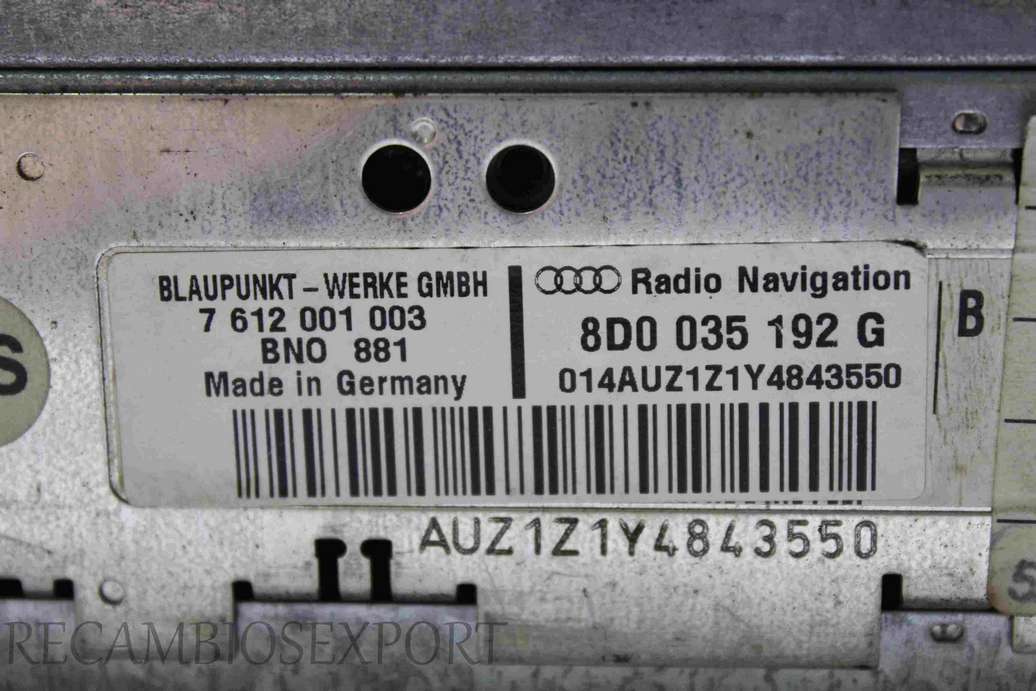 BLAUPUNKT - WERKE GMBH
7 612 001 003
BNO 881
Made in Germany
Radio Navigation
8D0 035 192 G
014AUZ1Z1Y4843550
B
S
AUZ1Z1Y4843550
5
RECAMBIOSEXPORT